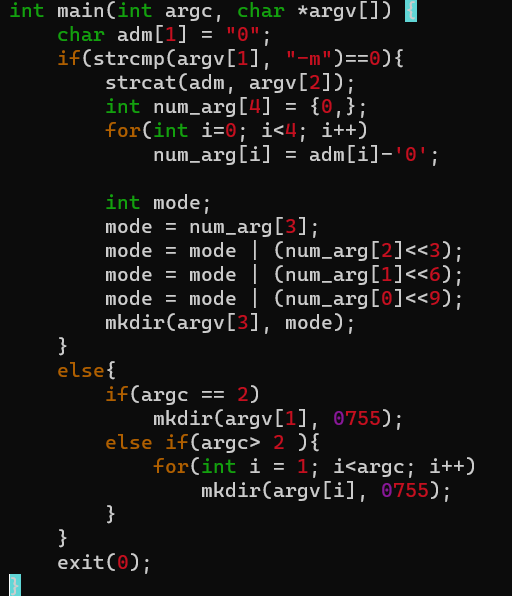 int main(int argc, char *argv[]) {
    char adm[1] = "0";
    if(strcmp(argv[1], "-m")==0){
        strcat(adm, argv[2]);
        int num_arg[4] = {0,};
        for(int i=0; i<4; i++)
            num_arg[i] = adm[i]-'0';

        int mode;
        mode = num_arg[3];
        mode = mode | (num_arg[2]<<3);
        mode = mode | (num_arg[1]<<6);
        mode = mode | (num_arg[0]<<9);
        mkdir(argv[3], mode);
    }
    else{
        if(argc == 2)
            mkdir(argv[1], 0755);
        else if(argc> 2 ){
            for(int i = 1; i<argc; i++)
                mkdir(argv[i], 0755);
        }
    }
    exit(0);
}